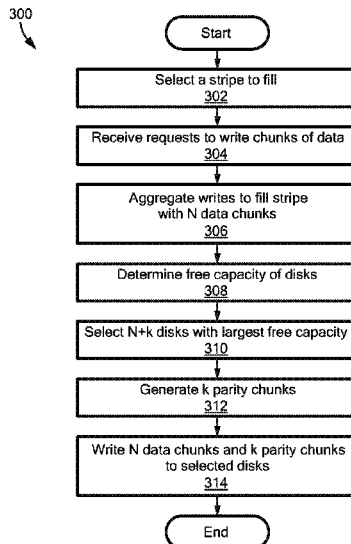 300
Start
Select a stripe to fill
302
Receive requests to write chunks of data
304
Aggregate writes to fill stripe
with N data chunks
306
Determine free capacity of disks
308
Select N+k disks with largest free capacity
310
Generate k parity chunks
312
Write N data chunks and k parity chunks
to selected disks
314
End